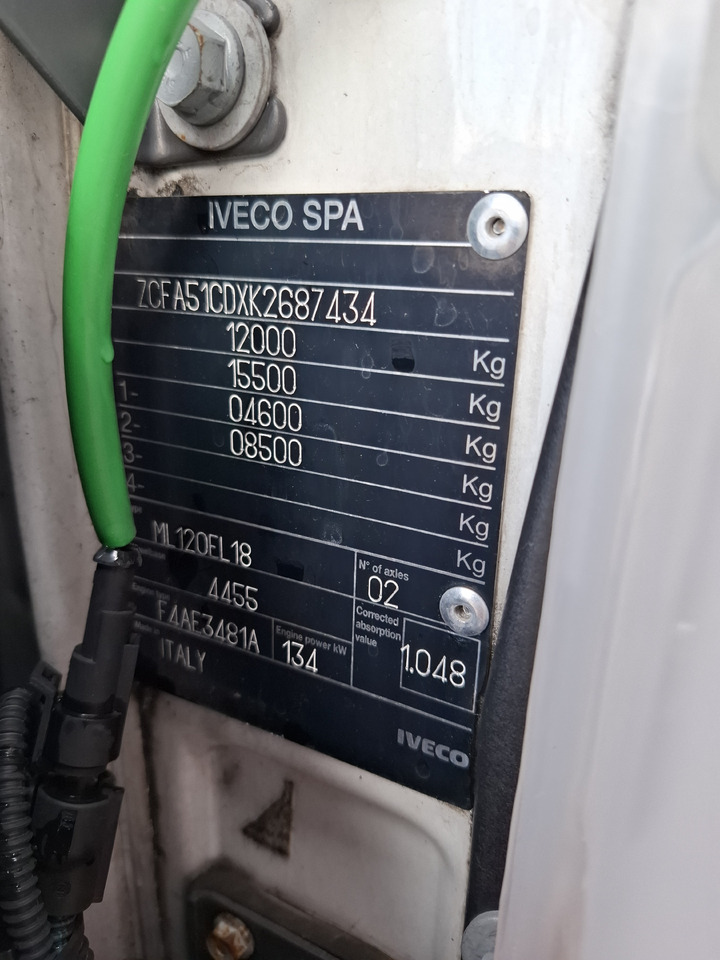 IVECO SPA
ZCFA51CDXK2687434
12000 Kg
15500 Kg
1- 04600 Kg
2- 08500 Kg
3- Kg
4- Kg
ML120EL18
N° of axles
02
4455
Corrected absorption value
1.048
F4AE3481A
Engine power kW
134
ITALY
IVECO